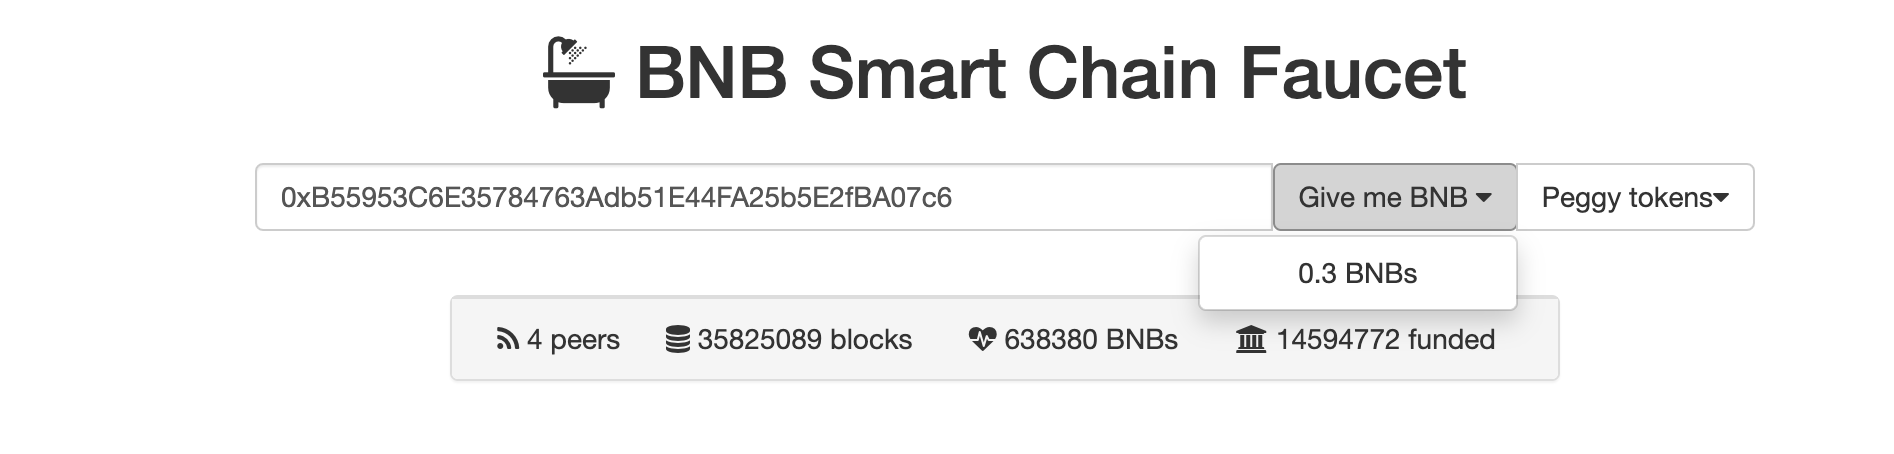 BNB Smart Chain Faucet
0xB55953C6E35784763Adb51E44FA25b5E2fBA07c6 Give me BNB Peggy tokens
0.3 BNBs
4 peers 35825089 blocks 638380 BNBs 14594772 funded